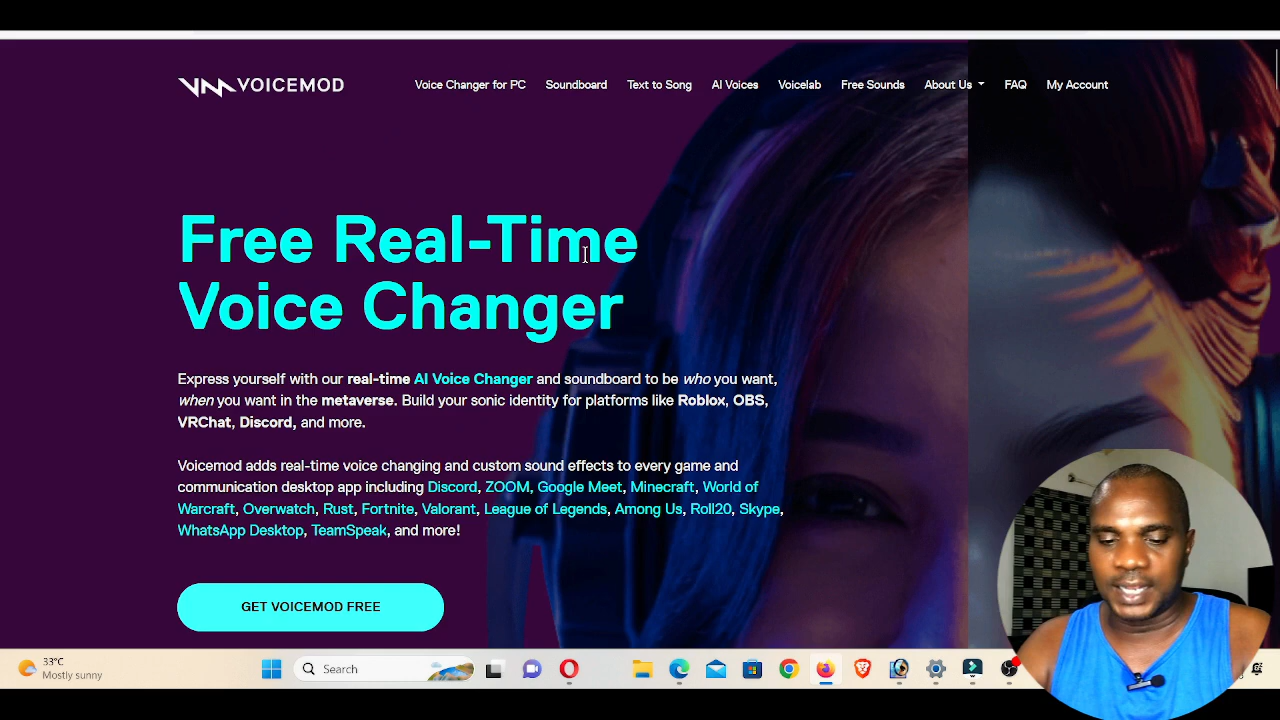 VOICEMOD
Voice Changer for PC Soundboard Text to Song AI Voices Voicelab Free Sounds About Us FAQ My Account
Free Real-Time
Voice Changer
Express yourself with our real-time AI Voice Changer and soundboard to be who you want,
when you want in the metaverse. Build your sonic identity for platforms like Roblox, OBS,
VRChat, Discord, and more.
Voicemod adds real-time voice changing and custom sound effects to every game and
communication desktop app including Discord, ZOOM, Google Meet, Minecraft, World of
Warcraft, Overwatch, Rust, Fortnite, Valorant, League of Legends, Among Us, Roll20, Skype,
WhatsApp Desktop, TeamSpeak, and more!
GET VOICEMOD FREE
33°C
Mostly sunny
Search